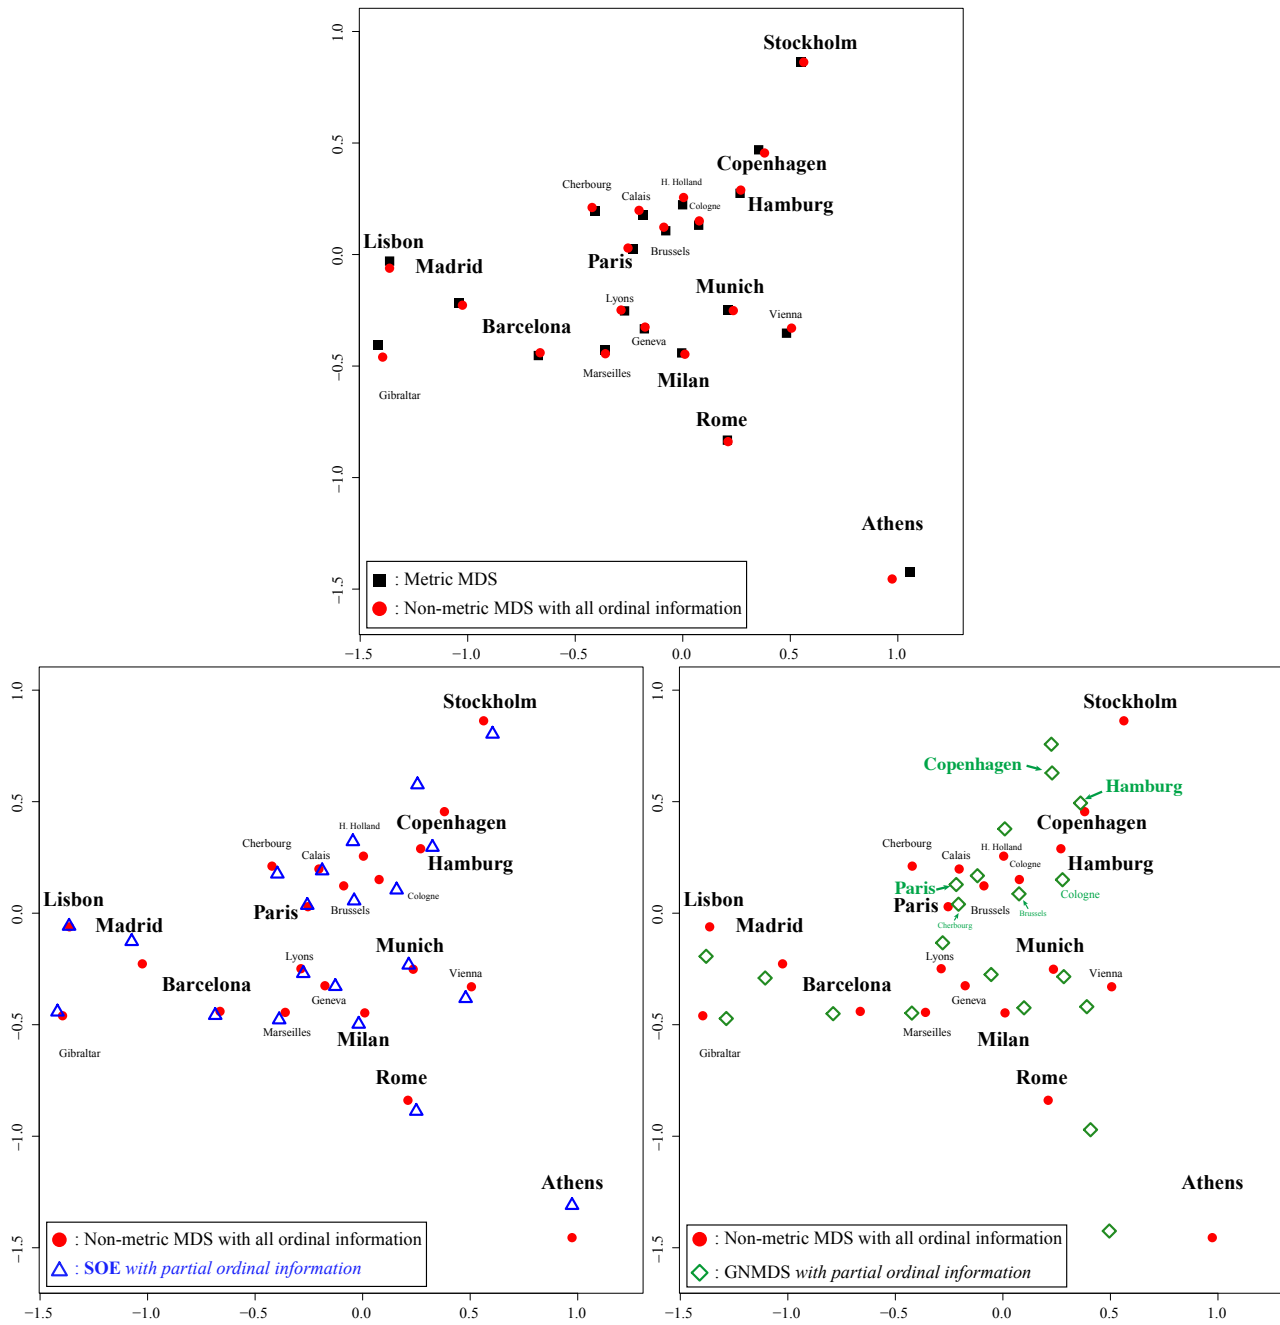 Stockholm
Copenhagen
H. Holland
Cherbourg
Calais
Hamburg
Cologne
Lisbon
Brussels
Paris
Madrid
Munich
Lyons
Vienna
Barcelona
Geneva
Marseilles
Milan
Gibraltar
Rome
Athens
: Metric MDS
: Non-metric MDS with all ordinal information
1.0
0.5
0.0
−0.5
−1.0
−1.5
−1.5 −1.0 −0.5 0.0 0.5 1.0
Stockholm
H. Holland
Copenhagen
Cherbourg
Calais
Hamburg
Cologne
Lisbon
Paris
Brussels
Madrid
Munich
Lyons
Vienna
Barcelona
Geneva
Marseilles
Milan
Gibraltar
Rome
Athens
: Non-metric MDS with all ordinal information
: SOE with partial ordinal information
1.0
0.5
0.0
−0.5
−1.0
−1.5
−1.5 −1.0 −0.5 0.0 0.5 1.0
Stockholm
Copenhagen
Hamburg
Copenhagen
Cherbourg
H. Holland
Calais
Cologne
Hamburg
Paris
Cologne
Lisbon
Paris
Brussels
Brussels
Cherbourg
Madrid
Munich
Lyons
Vienna
Barcelona
Geneva
Marseilles
Milan
Gibraltar
Rome
Athens
: Non-metric MDS with all ordinal information
: GNMDS with partial ordinal information
1.0
0.5
0.0
−0.5
−1.0
−1.5
−1.5 −1.0 −0.5 0.0 0.5 1.0